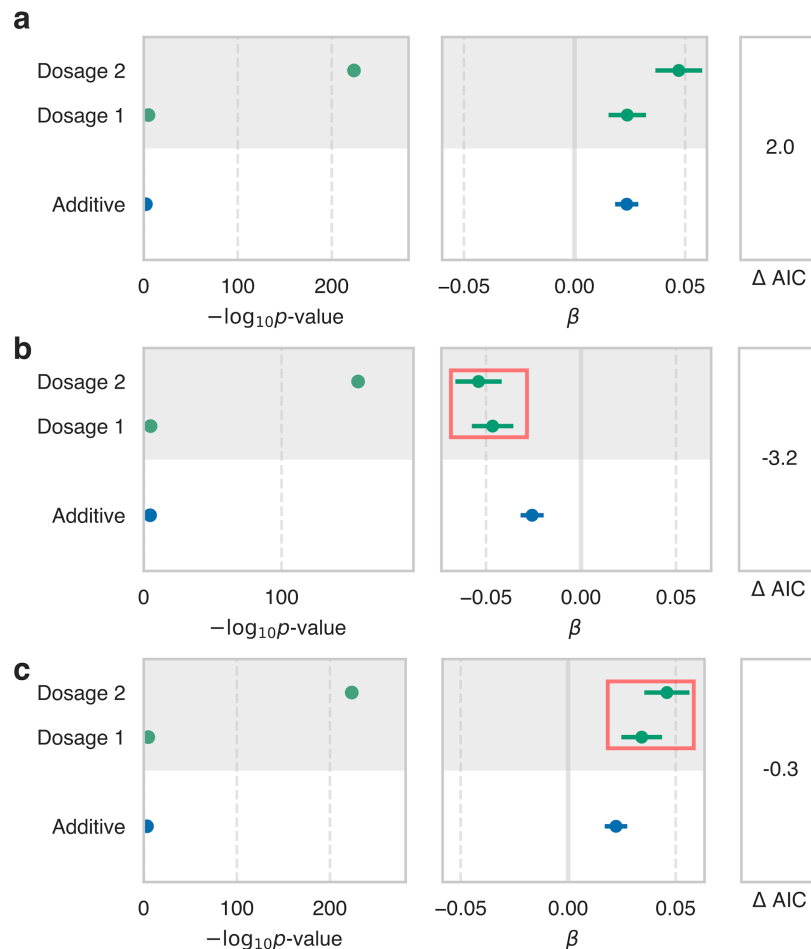 a
Dosage 2
Dosage 1
Additive
2.0
0 100 200
−0.05 0.00 0.05
Δ AIC
−log₁₀p-value
β
b
Dosage 2
Dosage 1
Additive
-3.2
0 100
−0.05 0.00 0.05
Δ AIC
−log₁₀p-value
β
c
Dosage 2
Dosage 1
Additive
-0.3
0 100 200
−0.05 0.00 0.05
Δ AIC
−log₁₀p-value
β